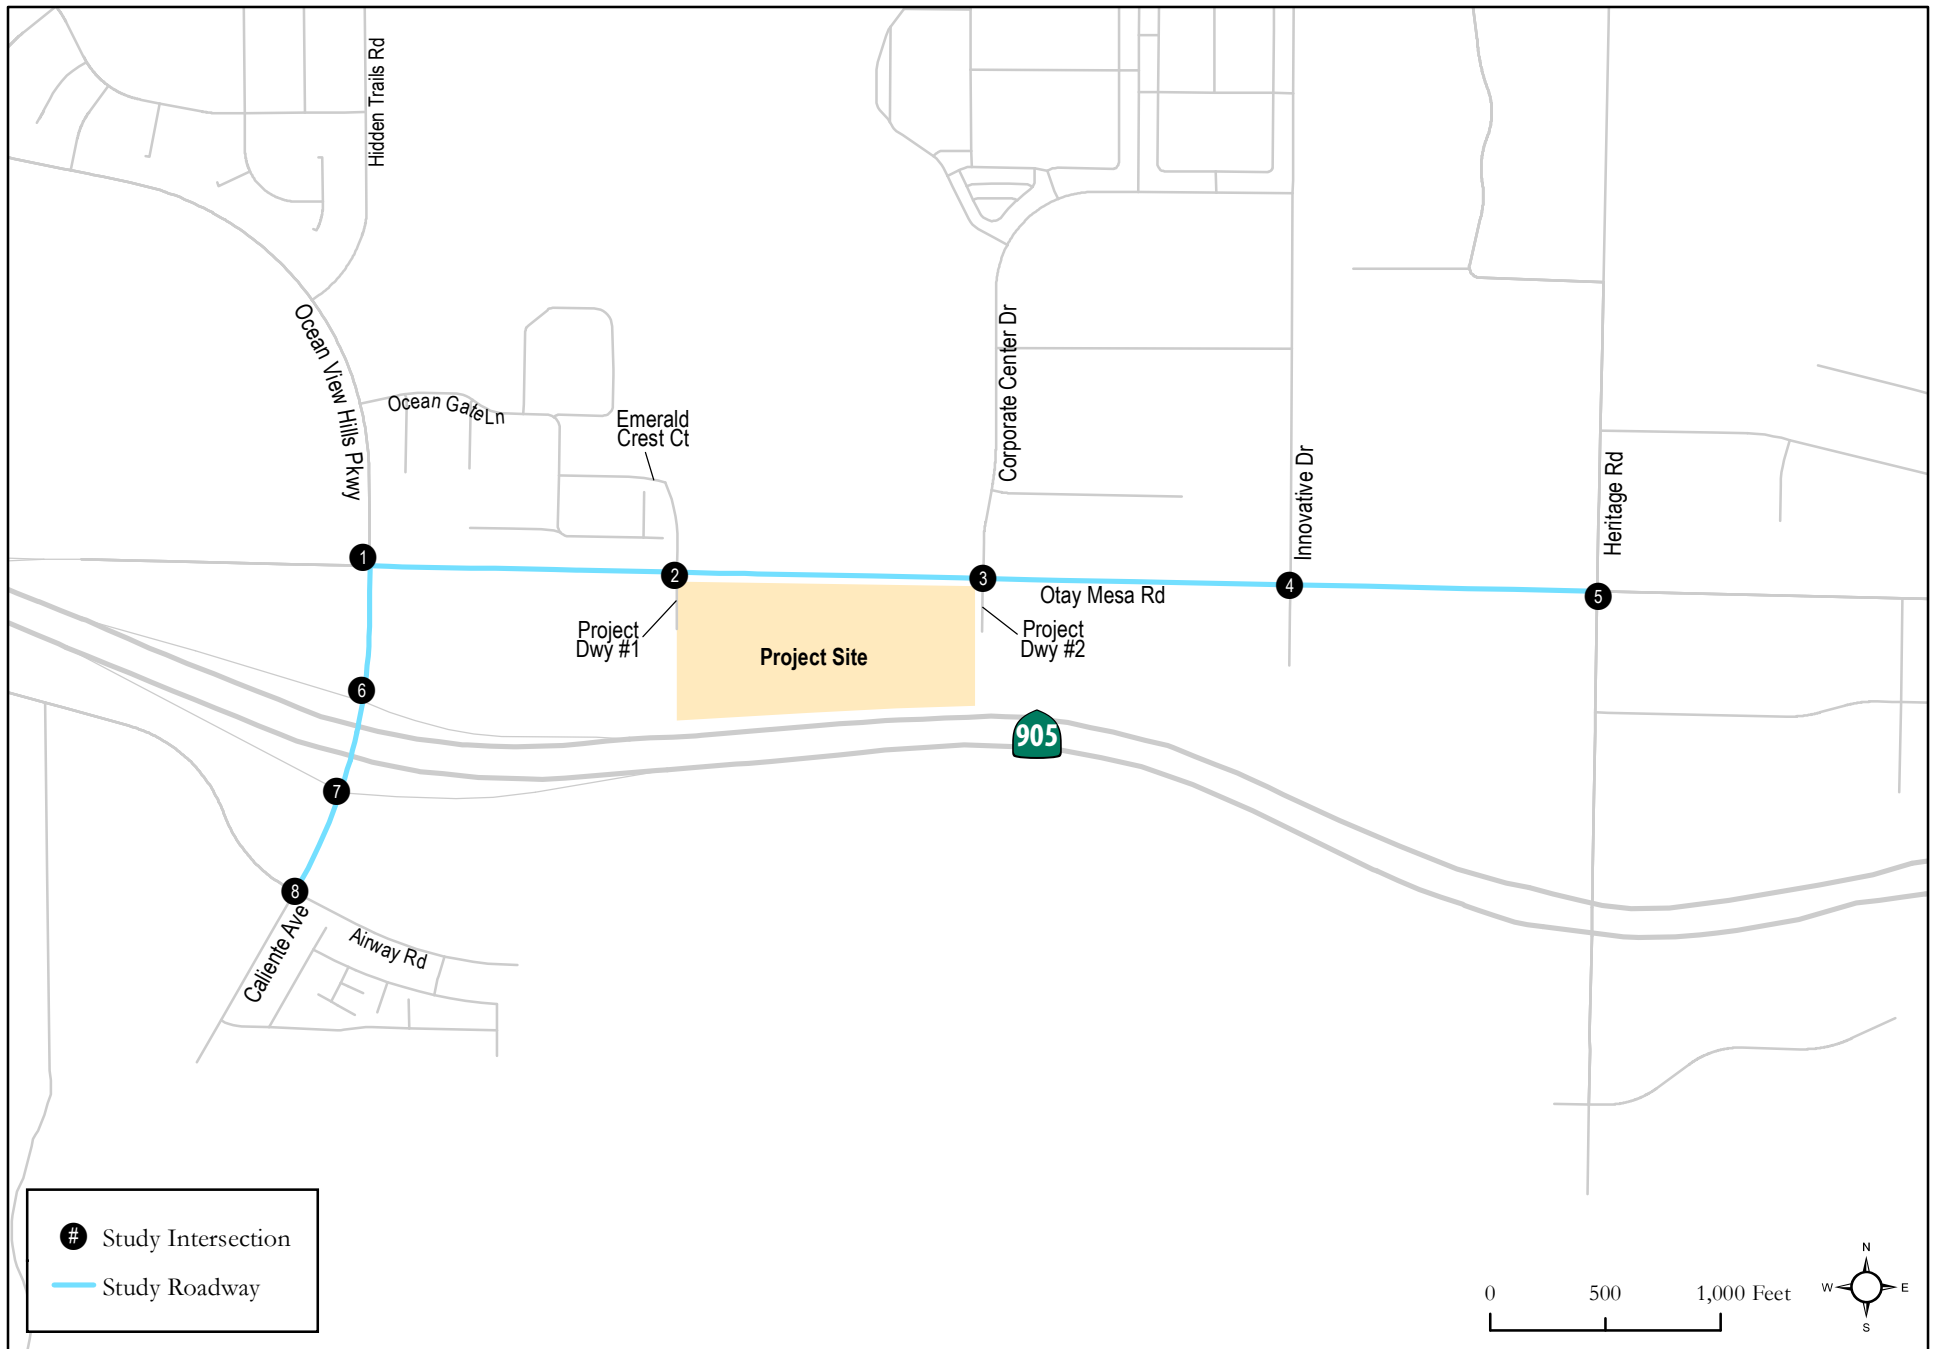 Hidden Trails Rd
Ocean View Hills Pkwy
Ocean Gate Ln
Emerald
Crest Ct
Corporate Center Dr
Innovative Dr
Heritage Rd
1
2
3
4
5
Otay Mesa Rd
Project
Dwy #1
Project Site
Project
Dwy #2
6
905
7
8
Caliente Ave
Airway Rd
# Study Intersection
Study Roadway
0 500 1,000 Feet
N
W E
S